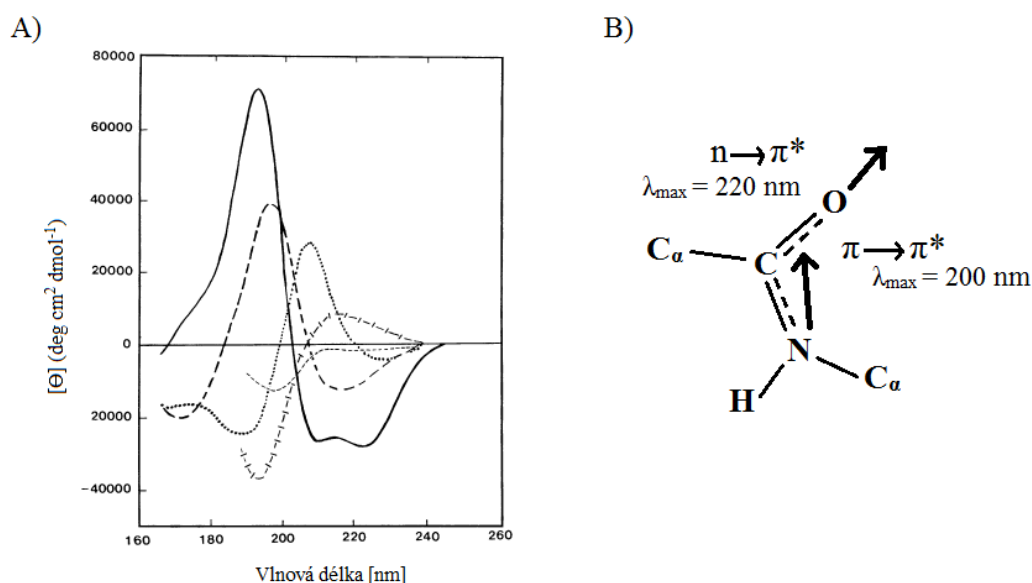 A)
80000
60000
40000
20000
0
20000
-40000
[Θ] (deg cm² dmol⁻¹)
160 180 200 220 240 260
Vlnová délka [nm]
B)
n→π*
λmax = 220 nm
O
Cα
C
π→π*
λmax = 200 nm
N
H
Cα